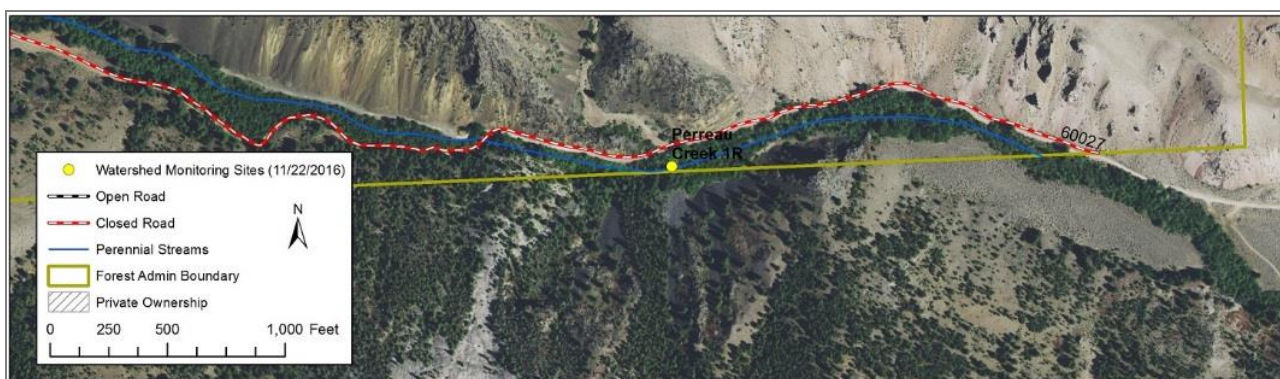 Perreau
Creek 1R
60027
Watershed Monitoring Sites (11/22/2016)
Open Road
Closed Road
Perennial Streams
Forest Admin Boundary
Private Ownership
N
0 250 500 1,000 Feet